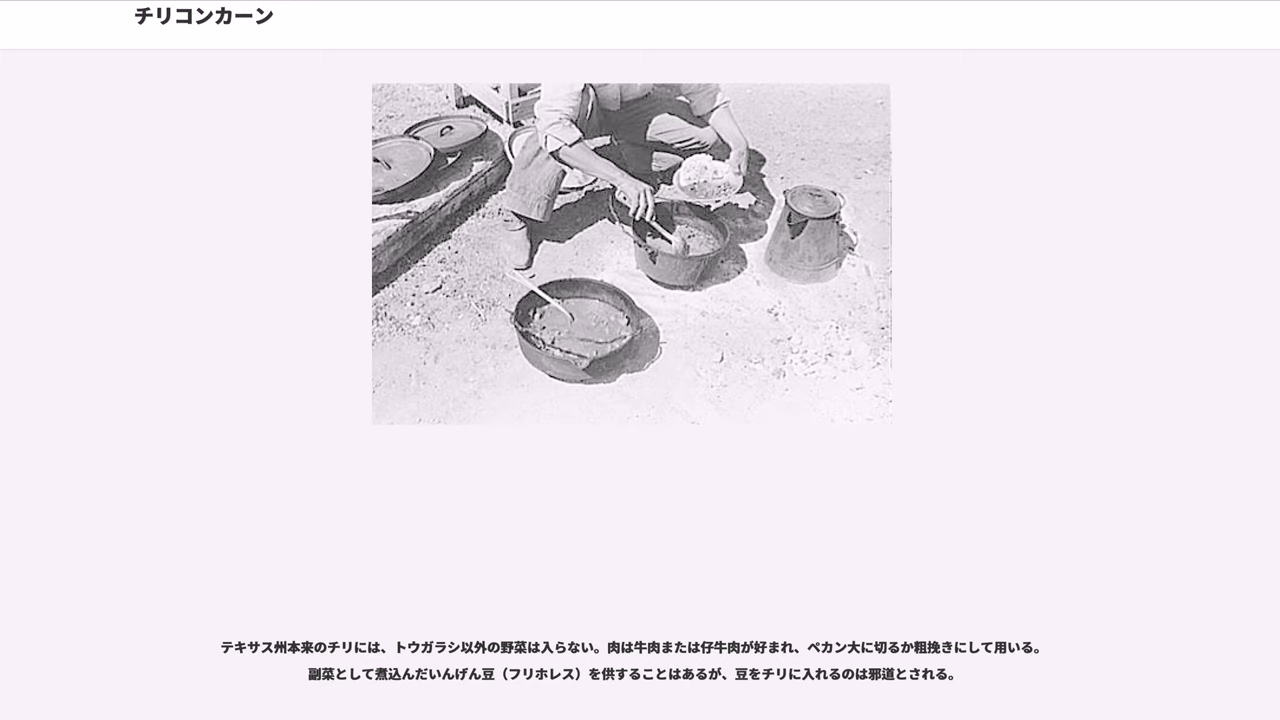 チリコンカーン
テキサス州本来のチリには、トウガラシ以外の野菜は入らない。肉は牛肉または仔牛肉が好まれ、ペカン大に切るか粗挽きにして用いる。
副菜として煮込んだいんげん豆（フリホレス）を供することはあるが、豆をチリに入れるのは邪道とされる。